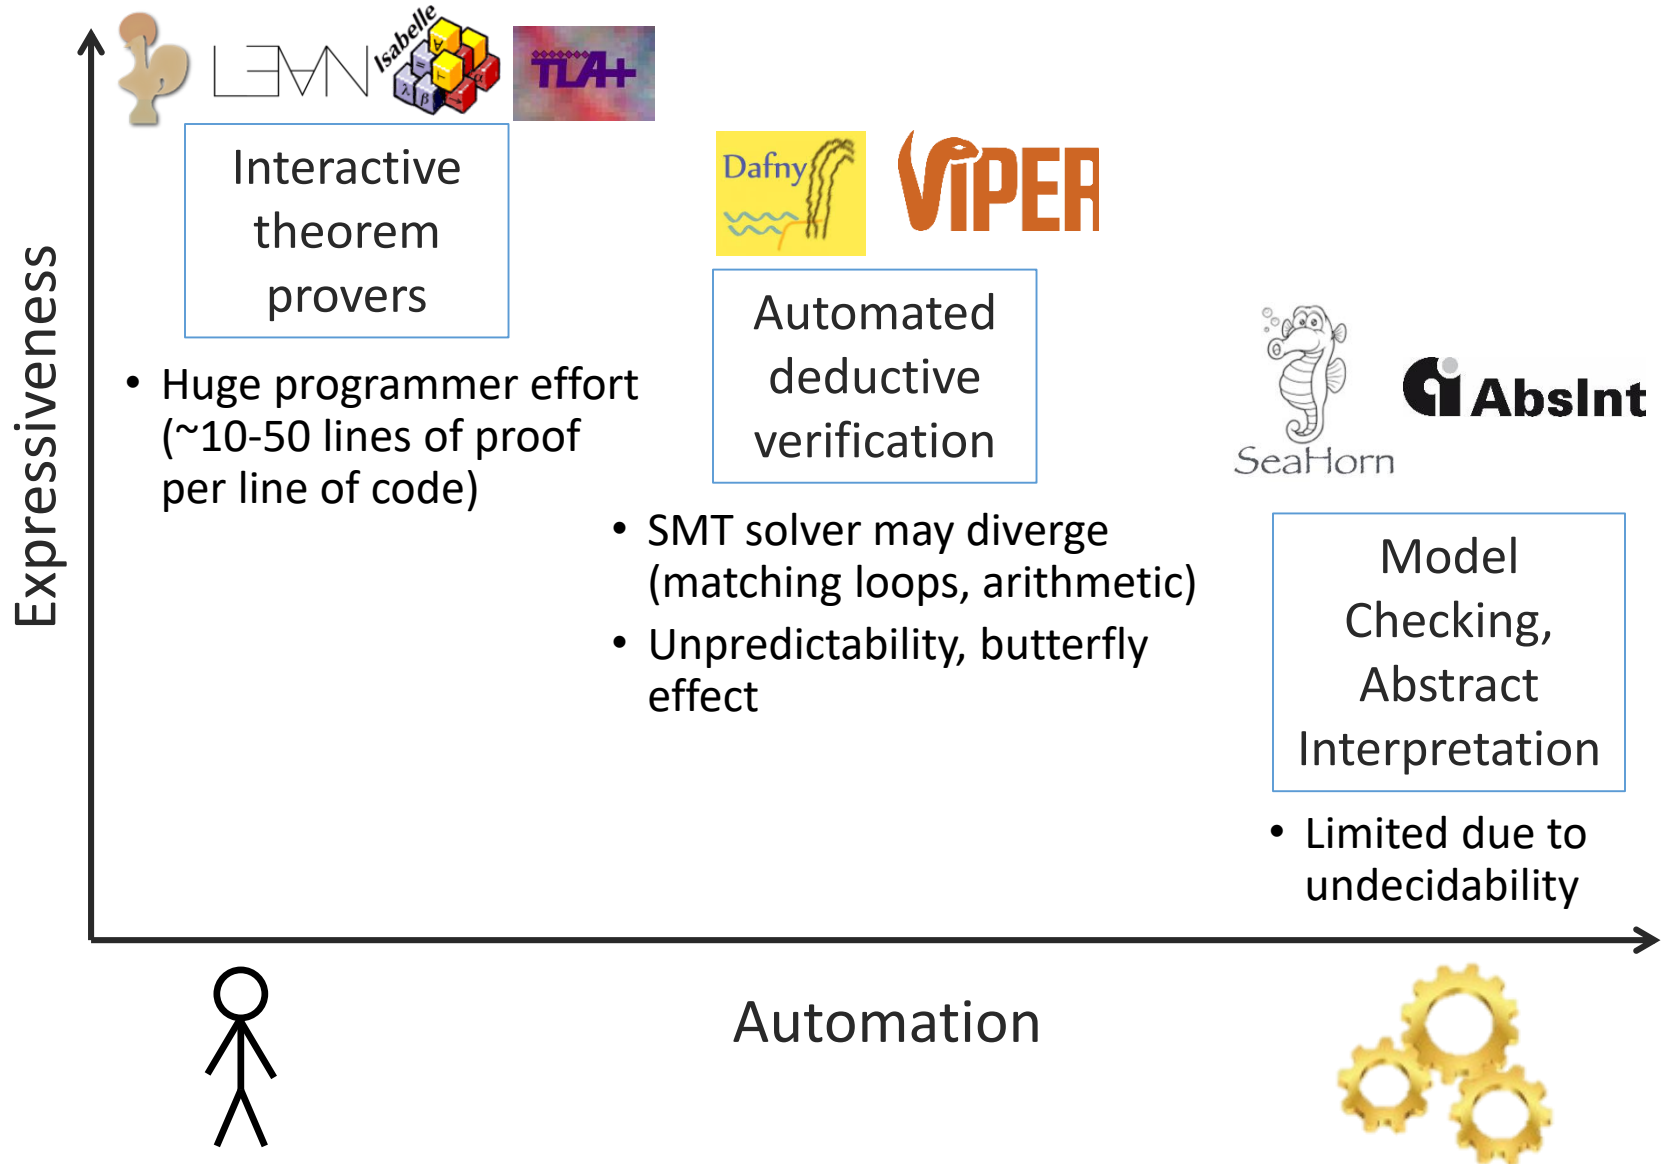 Expressiveness
LEAN
Isabelle
∀
=
⊢
α
λ
β
→
TLA+
Interactive
theorem
provers
• Huge programmer effort
(~10-50 lines of proof
per line of code)
Dafny
VIPER
Automated
deductive
verification
• SMT solver may diverge
(matching loops, arithmetic)
• Unpredictability, butterfly
effect
SeaHorn
AbsInt
Model
Checking,
Abstract
Interpretation
• Limited due to
undecidability
Automation